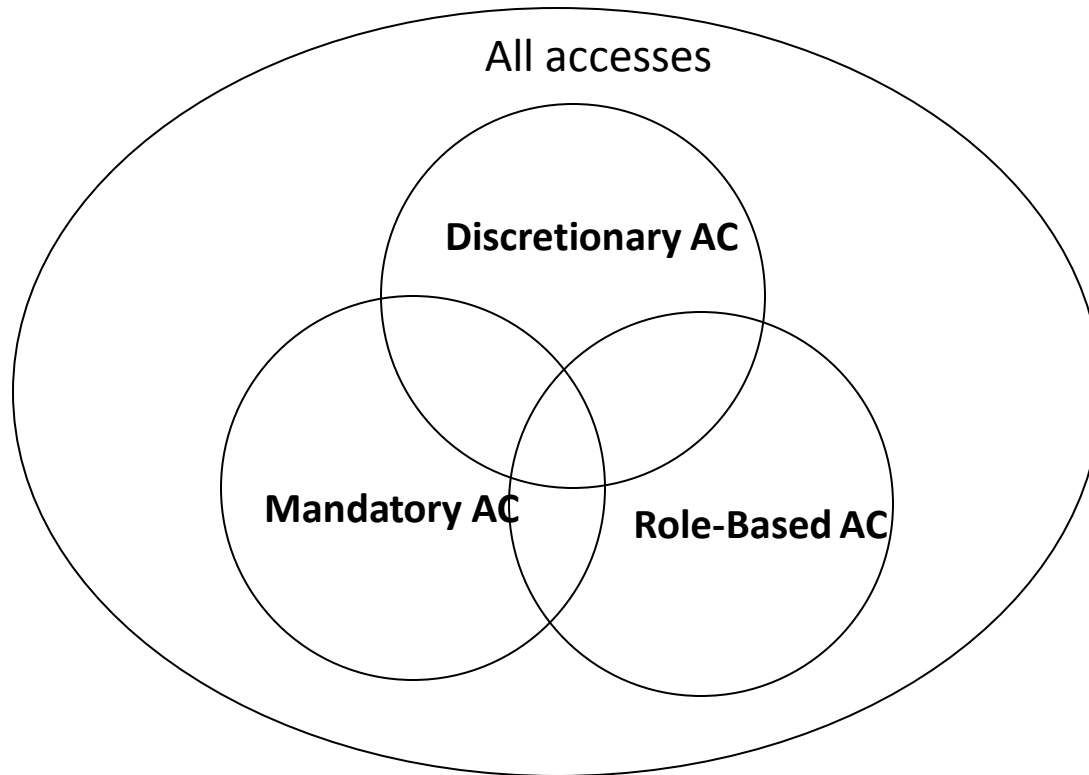 All accesses
Discretionary AC
Mandatory AC
Role-Based AC